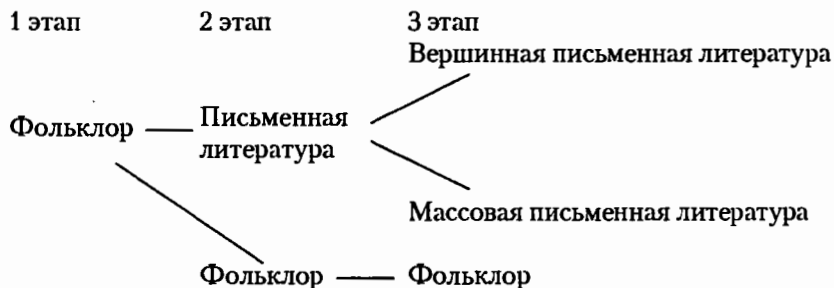 1 этап 2 этап 3 этап
Вершинная письменная литература
Фольклор Письменная
литература
Массовая письменная литература
Фольклор Фольклор